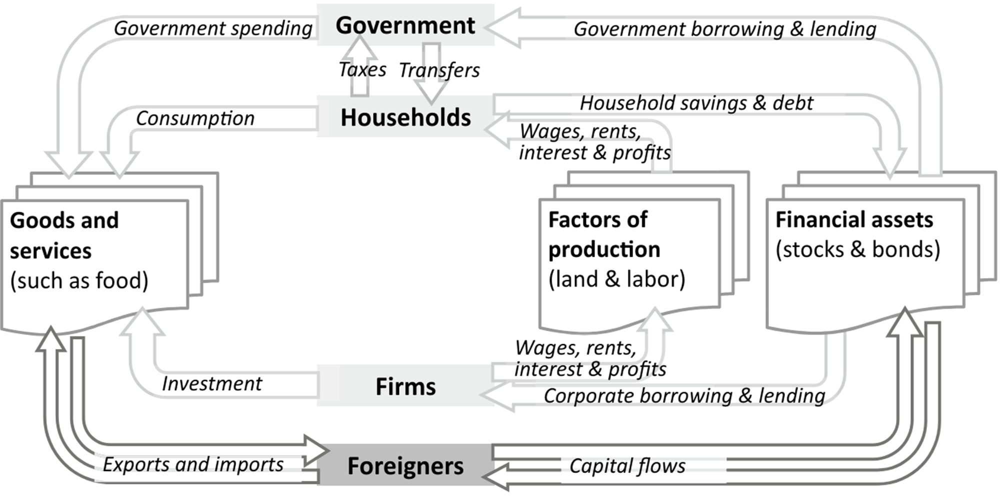 Government spending
Government
Government borrowing & lending
Taxes
Transfers
Household savings & debt
Consumption
Households
Wages, rents,
interest & profits
Goods and
services
(such as food)
Factors of
production
(land & labor)
Financial assets
(stocks & bonds)
Wages, rents,
interest & profits
Investment
Firms
Corporate borrowing & lending
Exports and imports
Foreigners
Capital flows